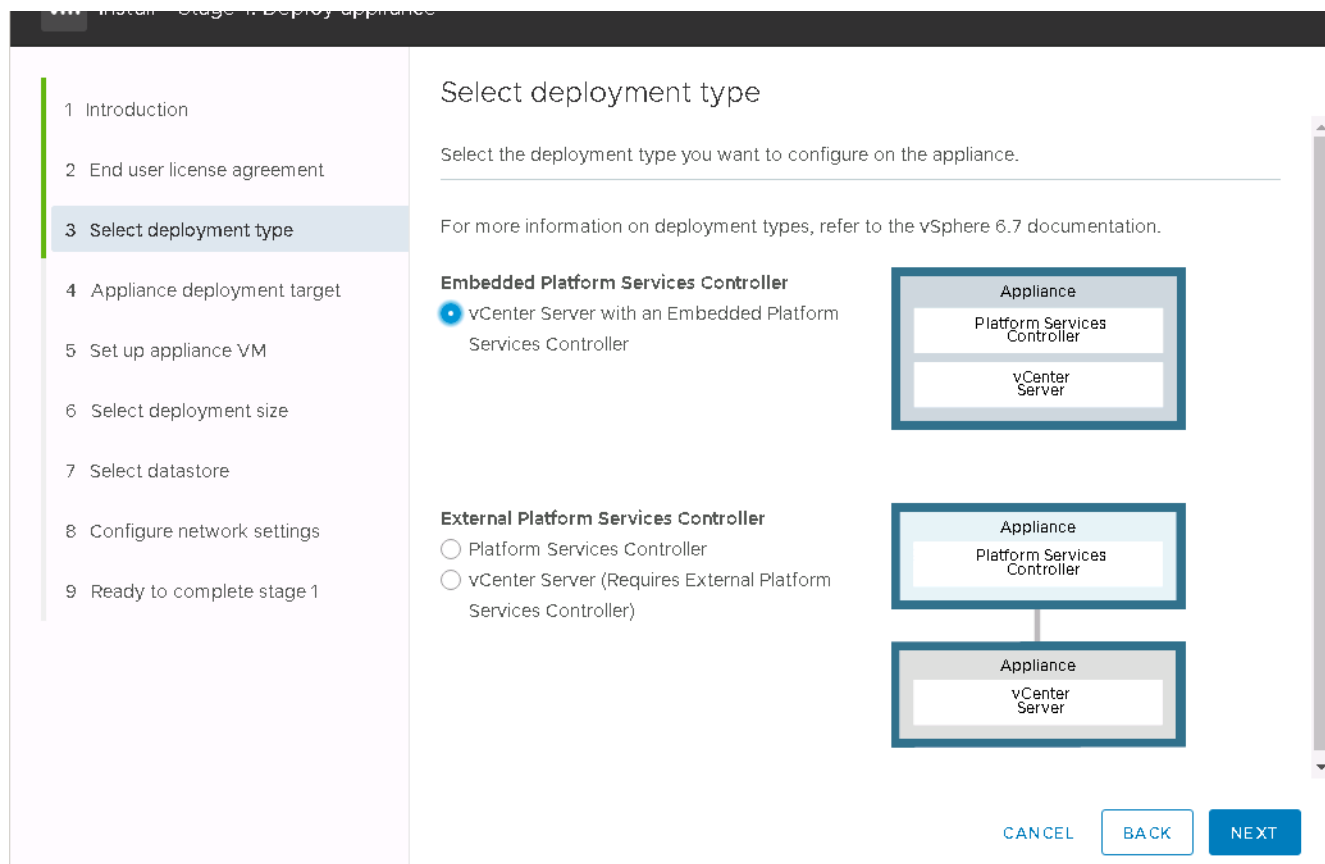 Install - Stage 1: Deploy appliance
1 Introduction
2 End user license agreement
3 Select deployment type
4 Appliance deployment target
5 Set up appliance VM
6 Select deployment size
7 Select datastore
8 Configure network settings
9 Ready to complete stage 1
Select deployment type
Select the deployment type you want to configure on the appliance.
For more information on deployment types, refer to the vSphere 6.7 documentation.
Embedded Platform Services Controller
vCenter Server with an Embedded Platform
Services Controller
Appliance
Platform Services
Controller
vCenter
Server
External Platform Services Controller
Platform Services Controller
vCenter Server (Requires External Platform
Services Controller)
Appliance
Platform Services
Controller
Appliance
vCenter
Server
CANCEL
BACK
NEXT